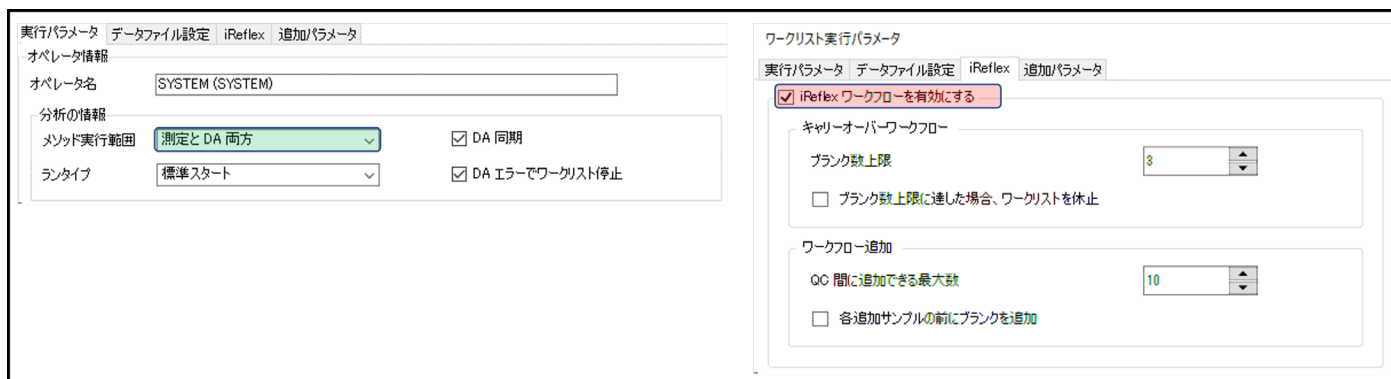 実行パラメータ データファイル設定 iReflex 追加パラメータ
オペレータ情報
オペレータ名 SYSTEM (SYSTEM)
分析の情報
メソッド実行範囲 測定と DA 両方 DA 同期
ランタイプ 標準スタート DA エラーでワークリスト停止
ワークリスト実行パラメータ
実行パラメータ データファイル設定 iReflex 追加パラメータ
iReflex ワークフローを有効にする
キャリーオーバーワークフロー
ブランク数上限 3
ブランク数上限に達した場合、ワークリストを休止
ワークフロー追加
QC 間に追加できる最大数 10
各追加サンプルの前にブランクを追加